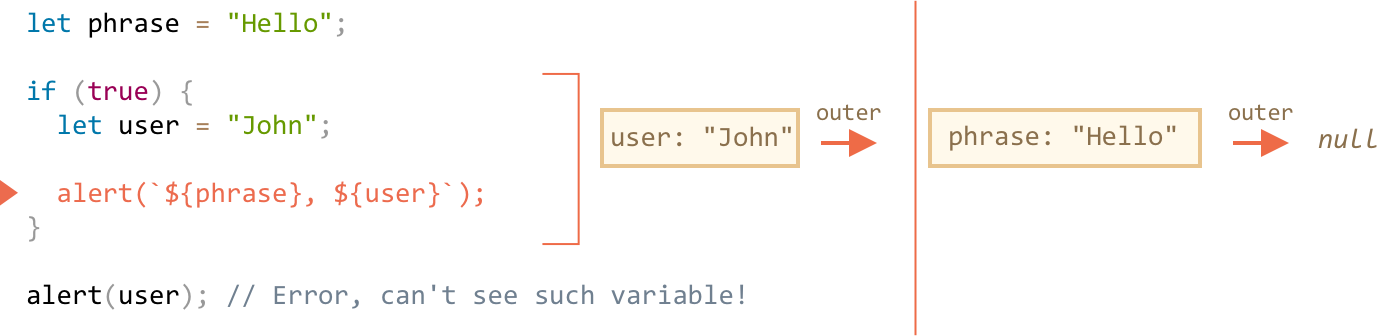 let phrase = "Hello";
if (true) {
let user = "John";
alert(`${phrase}, ${user}`);
}
alert(user); // Error, can't see such variable!
user: "John"
outer
phrase: "Hello"
outer
null